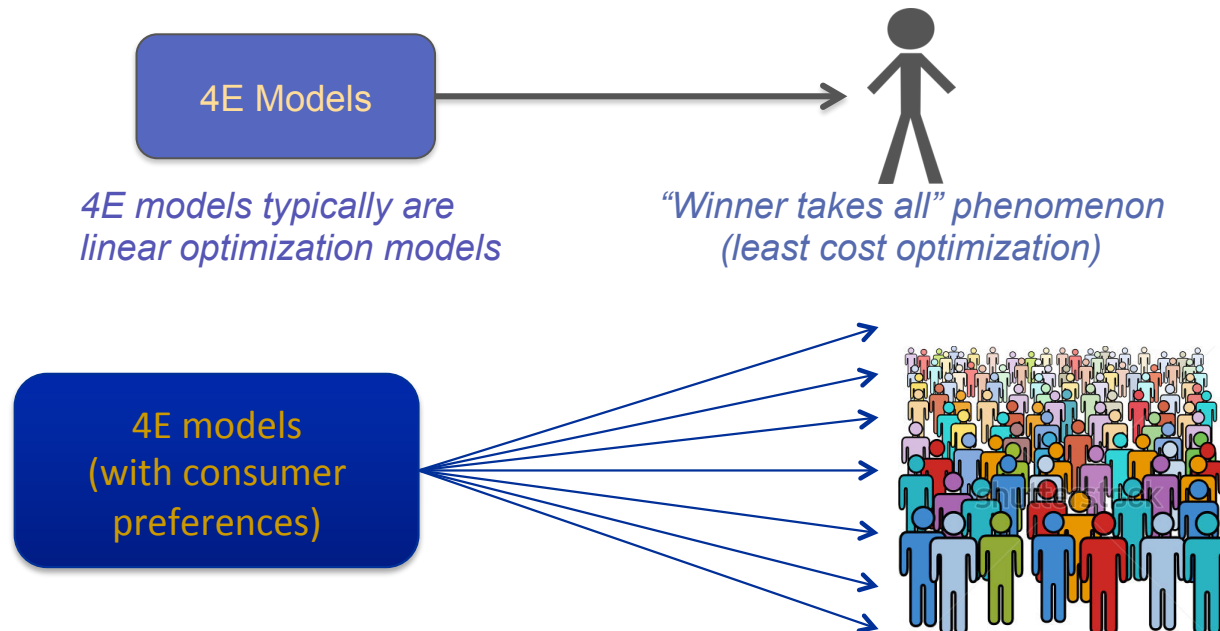 4E Models
4E models typically are
linear optimization models
“Winner takes all” phenomenon
(least cost optimization)
4E models
(with consumer
preferences)
shutterstock